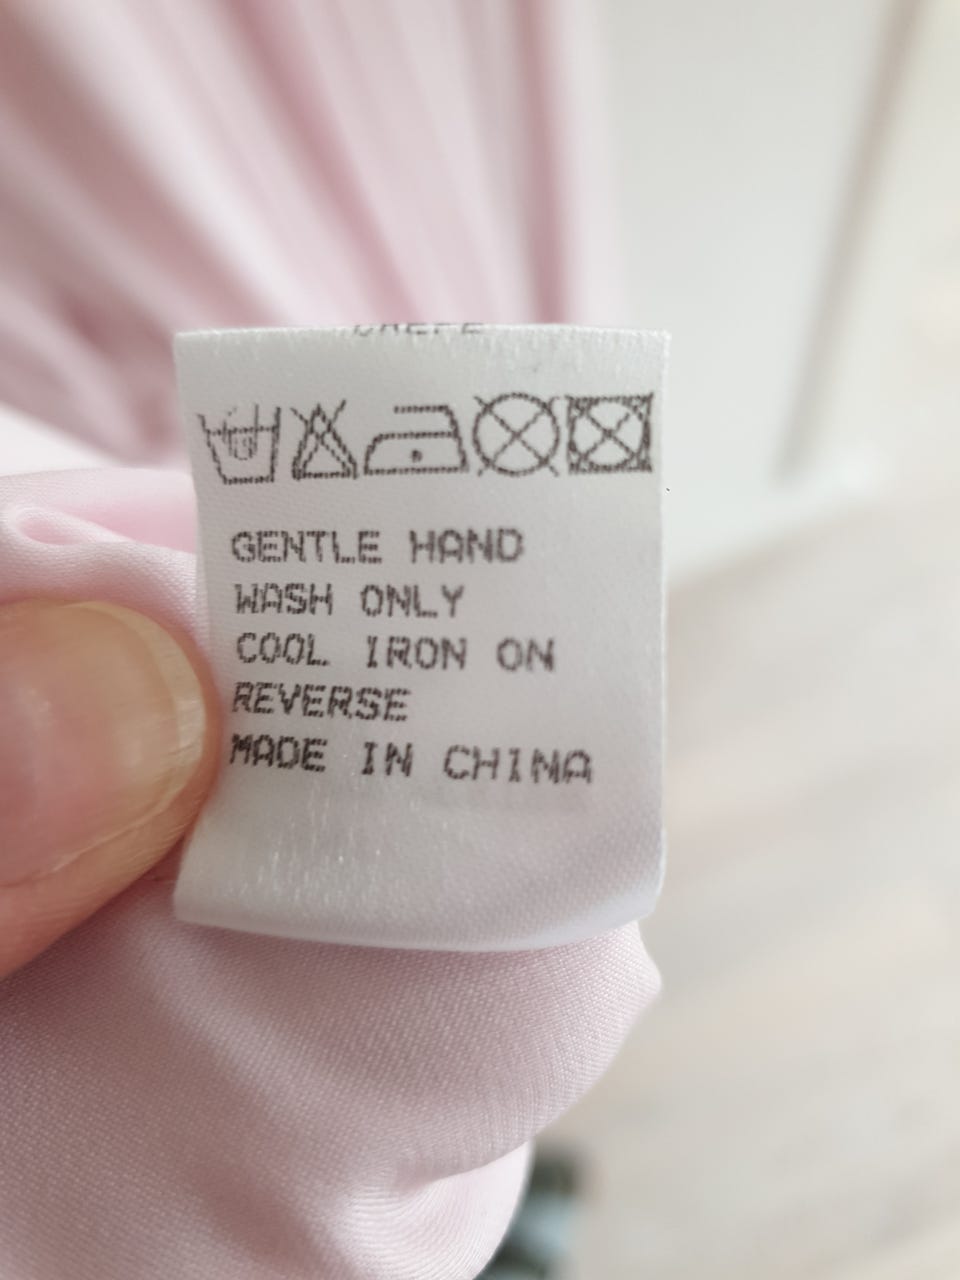 GENTLE HAND
WASH ONLY
COOL IRON ON
REVERSE
MADE IN CHINA